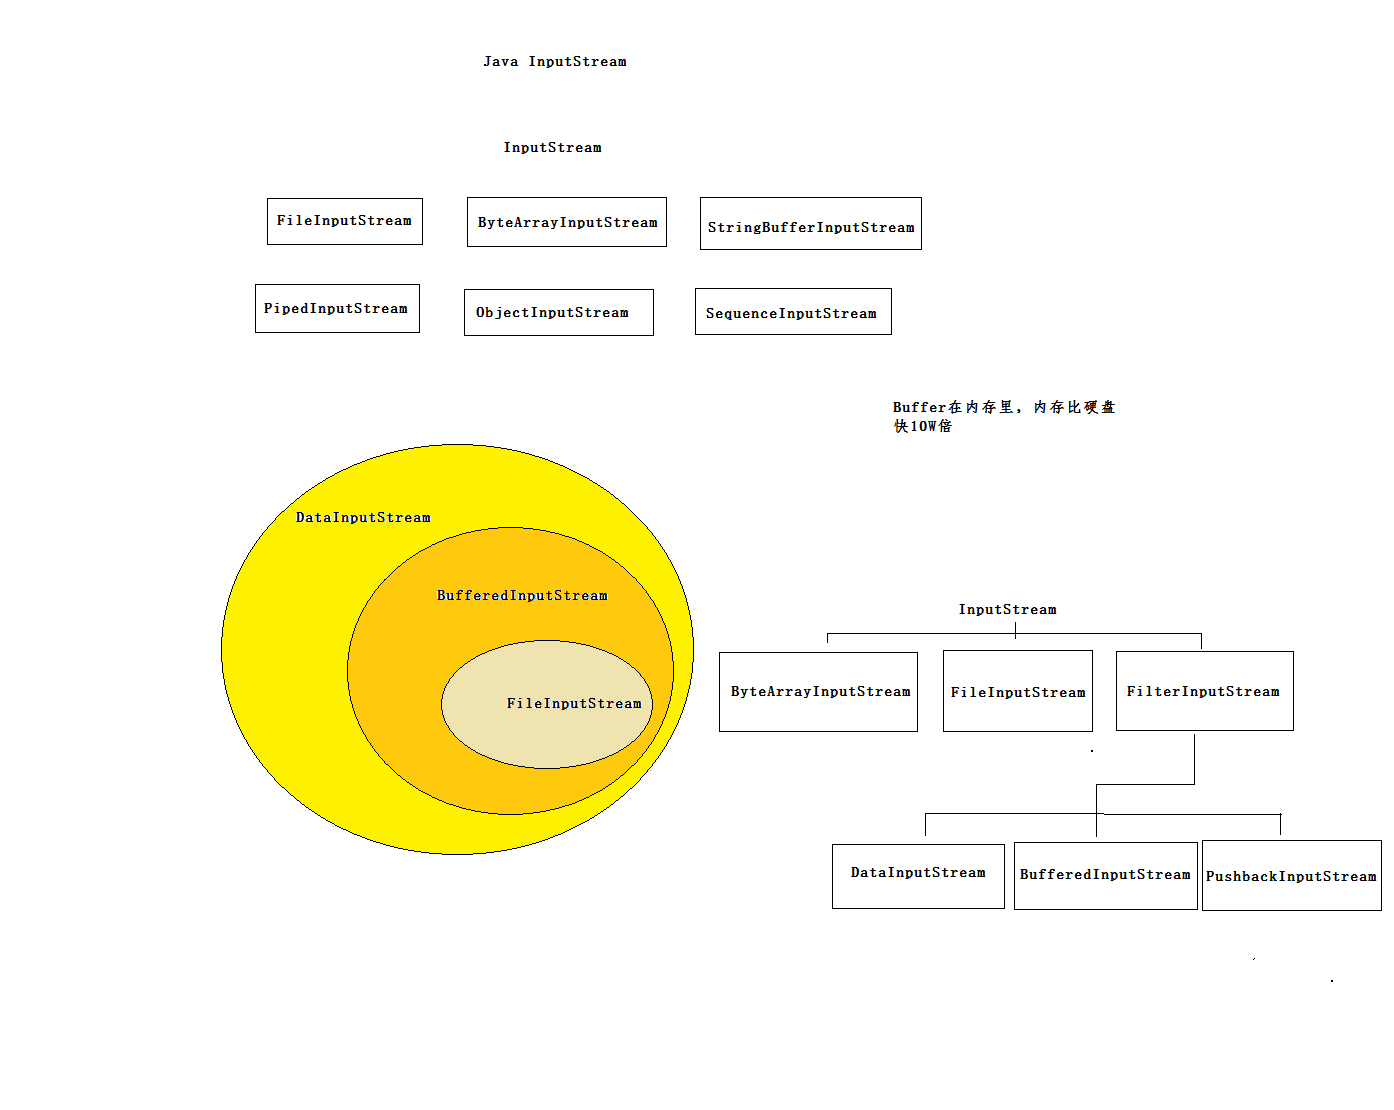 Java InputStream
InputStream
FileInputStream
ByteArrayInputStream
StringBufferInputStream
PipedInputStream
ObjectInputStream
SequenceInputStream
Buffer在内存里，内存比硬盘
快10W倍
DataInputStream
BufferedInputStream
FileInputStream
InputStream
ByteArrayInputStream
FileInputStream
FilterInputStream
DataInputStream
BufferedInputStream
PushbackInputStream